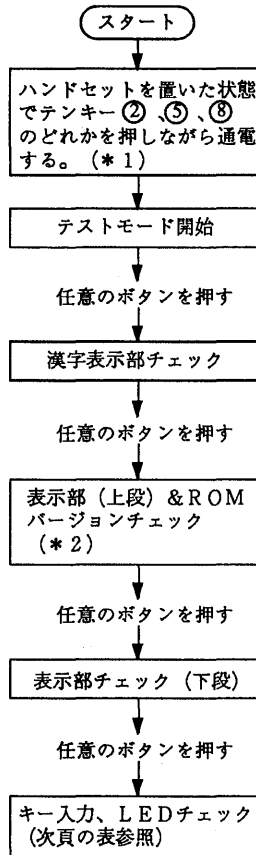 スタート
ハンドセットを置いた状態
でテンキー②、⑤、⑧
のどれかを押しながら通電
する。(*1)
テストモード開始
任意のボタンを押す
漢字表示部チェック
任意のボタンを押す
表示部(上段)&ROM
バージョンチェック
(*2)
任意のボタンを押す
表示部チェック(下段)
任意のボタンを押す
キー入力、LEDチェック
(次頁の表参照)